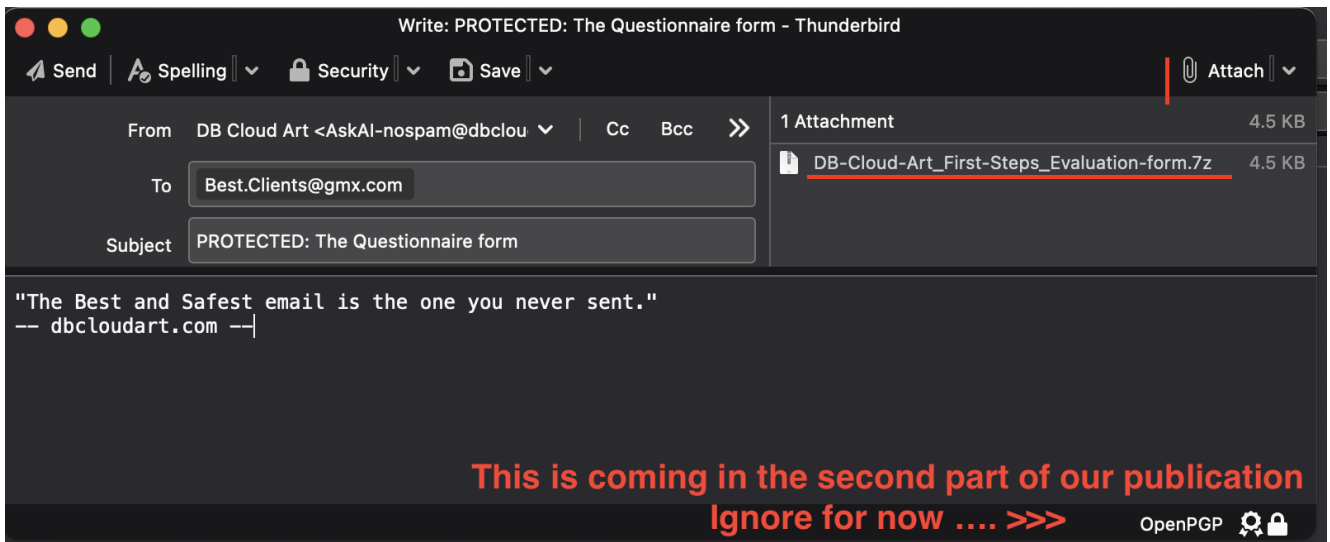 Write: PROTECTED: The Questionnaire form - Thunderbird
Send Spelling Security Save Attach
From DB Cloud Art <AskAI-nospam@dbclou Cc Bcc
1 Attachment 4.5 KB
DB-Cloud-Art_First-Steps_Evaluation-form.7z 4.5 KB
To Best.Clients@gmx.com
Subject PROTECTED: The Questionnaire form
"The Best and Safest email is the one you never sent."
-- dbcloudart.com --
This is coming in the second part of our publication
Ignore for now .... >>>
OpenPGP